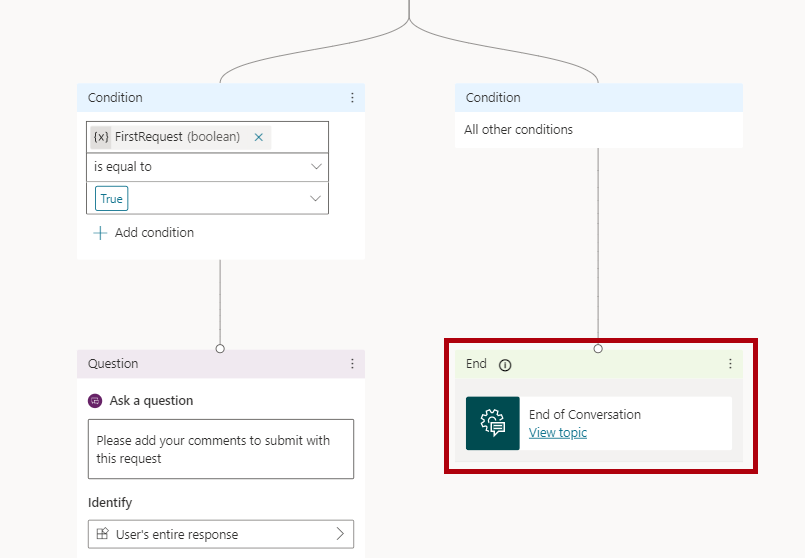 Condition
{x} FirstRequest (boolean)
is equal to
True
Add condition
Condition
All other conditions
Question
Ask a question
Please add your comments to submit with
this request
Identify
User's entire response
End
End of Conversation
View topic